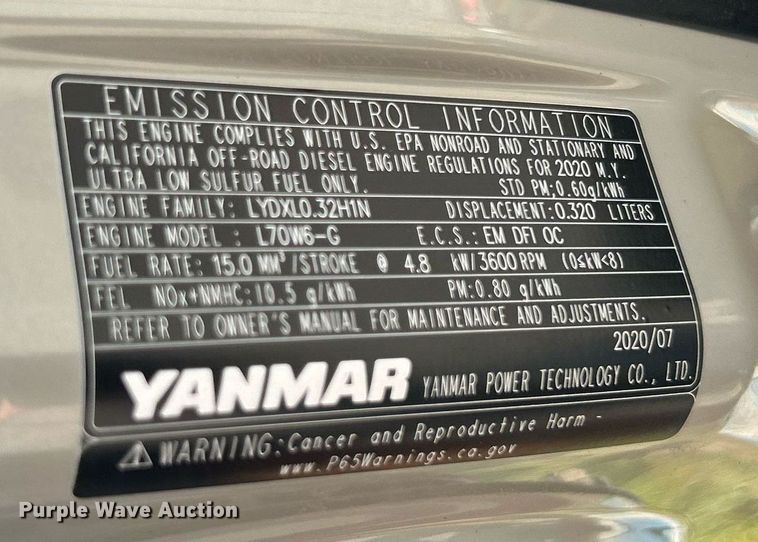 EMISSION CONTROL INFORMATION
THIS ENGINE COMPLIES WITH U.S. EPA NONROAD AND STATIONARY AND
CALIFORNIA OFF-ROAD DIESEL ENGINE REGULATIONS FOR 2020 M.Y.
ULTRA LOW SULFUR FUEL ONLY. STD PM:0.60g/kWh
ENGINE FAMILY: LYDXL0.32H1N DISPLACEMENT:0.320 LITERS
ENGINE MODEL : L70W6-G E.C.S.: EM DFI OC
FUEL RATE: 15.0 MM³/STROKE @ 4.8 kW/3600RPM (0≤kW<8)
FEL NOx+NMHC:10.5 g/kWh PM:0.80 g/kWh
REFER TO OWNER'S MANUAL FOR MAINTENANCE AND ADJUSTMENTS.
2020/07
YANMAR YANMAR POWER TECHNOLOGY CO., LTD.
⚠WARNING:Cancer and Reproductive Harm -
www.P65Warnings.ca.gov
Purple Wave Auction